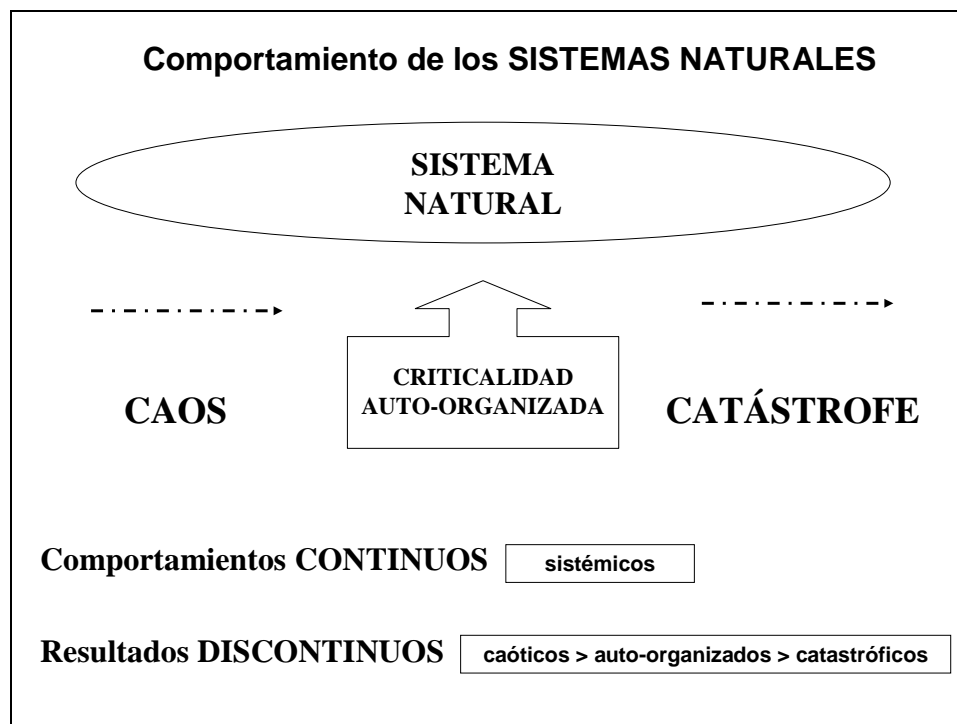 Comportamiento de los SISTEMAS NATURALES
SISTEMA
NATURAL
CRITICALIDAD
AUTO-ORGANIZADA
CAOS
CATÁSTROFE
Comportamientos CONTINUOS
sistémicos
Resultados DISCONTINUOS
caóticos > auto-organizados > catastróficos